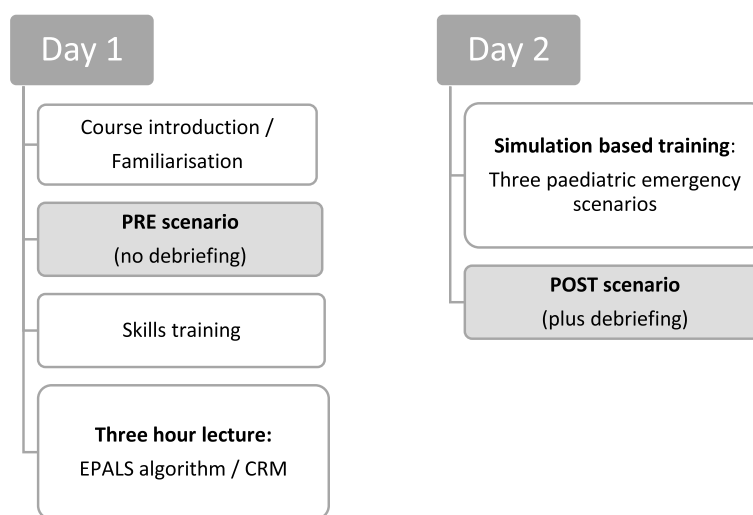 Day 1
Course introduction /
Familiarisation
PRE scenario
(no debriefing)
Skills training
Three hour lecture:
EPALS algorithm / CRM
Day 2
Simulation based training:
Three paediatric emergency
scenarios
POST scenario
(plus debriefing)